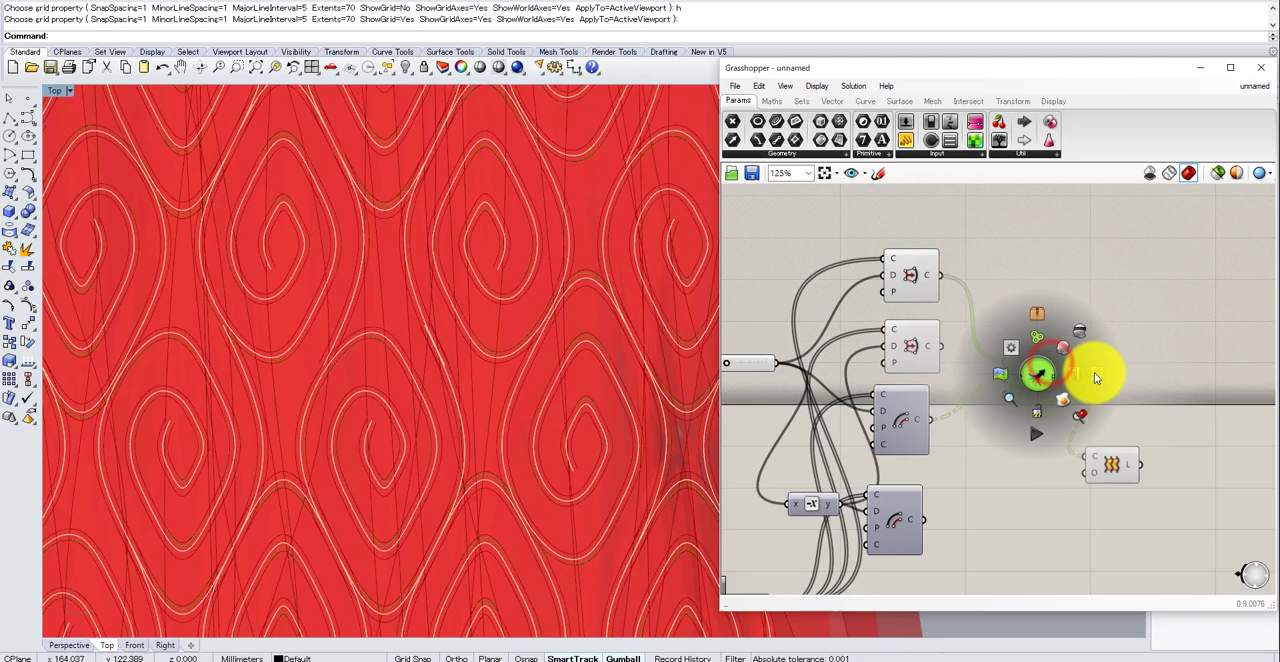 Choose grid property ( SnapSpacing=1 MinorLineSpacing=1 MajorLineInterval=5 Extents=70 ShowGrid=No ShowGridAxes=Yes ShowWorldAxes=Yes ApplyTo=ActiveViewport ): h
Choose grid property ( SnapSpacing=1 MinorLineSpacing=1 MajorLineInterval=5 Extents=70 ShowGrid=Yes ShowGridAxes=Yes ShowWorldAxes=Yes ApplyTo=ActiveViewport ):
Command:
Standard CPlanes Set View Display Select Viewport Layout Visibility Transform Curve Tools Surface Tools Solid Tools Mesh Tools Render Tools Drafting New in V5
Top
Grasshopper - unnamed
File Edit View Display Solution Help unnamed
Params Maths Sets Vector Curve Surface Mesh Intersect Transform Display
Geometry Primitive Input Util
125%
C
D C
P
C
D C
P
C
D
P C
C
x -x y
C
D
P C
C
C L
O
0.9.0076
Perspective Top Front Right
CPlane x 164.037 y 122.389 z 0.000 Millimeters Default Grid Snap Ortho Planar Osnap SmartTrack Gumball Record History Filter Absolute tolerance: 0.001